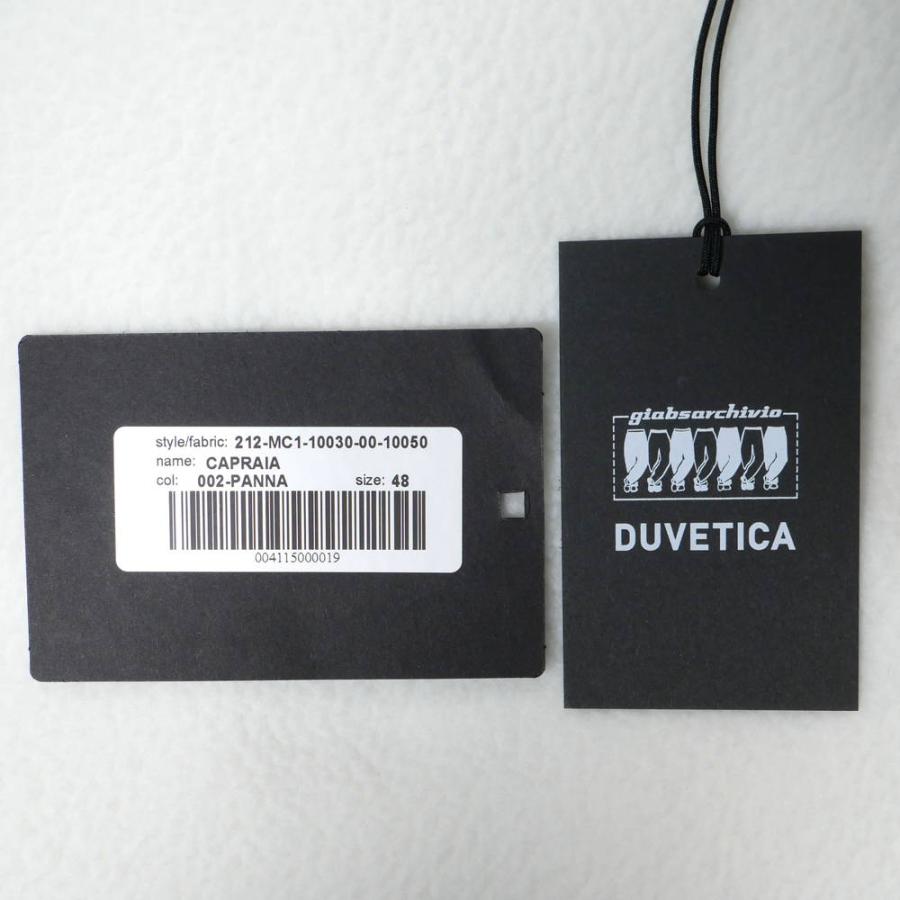 style/fabric: 212-MC1-10030-00-10050
name: CAPRAIA
col: 002-PANNA size: 48
004115000019
giabsarchivio
DUVETICA